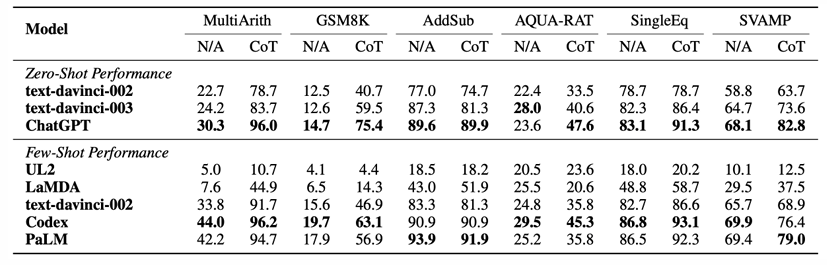 Model MultiArith GSM8K AddSub AQUA-RAT SingleEq SVAMP
N/A CoT N/A CoT N/A CoT N/A CoT N/A CoT N/A CoT
Zero-Shot Performance
text-davinci-002 22.7 78.7 12.5 40.7 77.0 74.7 22.4 33.5 78.7 78.7 58.8 63.7
text-davinci-003 24.2 83.7 12.6 59.5 87.3 81.3 28.0 40.6 82.3 86.4 64.7 73.6
ChatGPT 30.3 96.0 14.7 75.4 89.6 89.9 23.6 47.6 83.1 91.3 68.1 82.8
Few-Shot Performance
UL2 5.0 10.7 4.1 4.4 18.5 18.2 20.5 23.6 18.0 20.2 10.1 12.5
LaMDA 7.6 44.9 6.5 14.3 43.0 51.9 25.5 20.6 48.8 58.7 29.5 37.5
text-davinci-002 33.8 91.7 15.6 46.9 83.3 81.3 24.8 35.8 82.7 86.6 65.7 68.9
Codex 44.0 96.2 19.7 63.1 90.9 90.9 29.5 45.3 86.8 93.1 69.9 76.4
PaLM 42.2 94.7 17.9 56.9 93.9 91.9 25.2 35.8 86.5 92.3 69.4 79.0